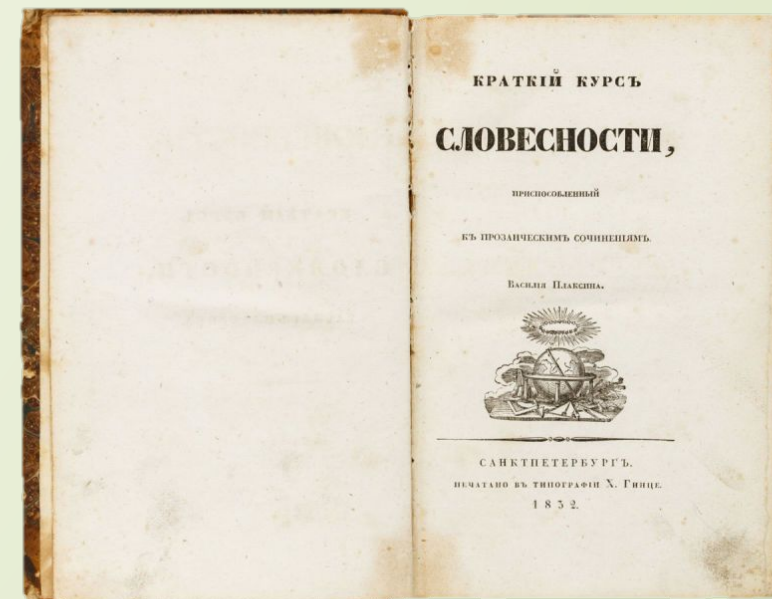 КРАТКІЙ КУРСЪ
СЛОВЕСНОСТИ,
ПРИСПОСОБЛЕННЫЙ
КЪ ПРОЗАИЧЕСКИМЪ СОЧИНЕНІЯМЪ.
ВАСИЛІЯ ПЛАКСИНА.
САНКТПЕТЕРБУРГЪ.
ПЕЧАТАНО ВЪ ТИПОГРАФІИ Х. ГИНЦЕ.
1832.